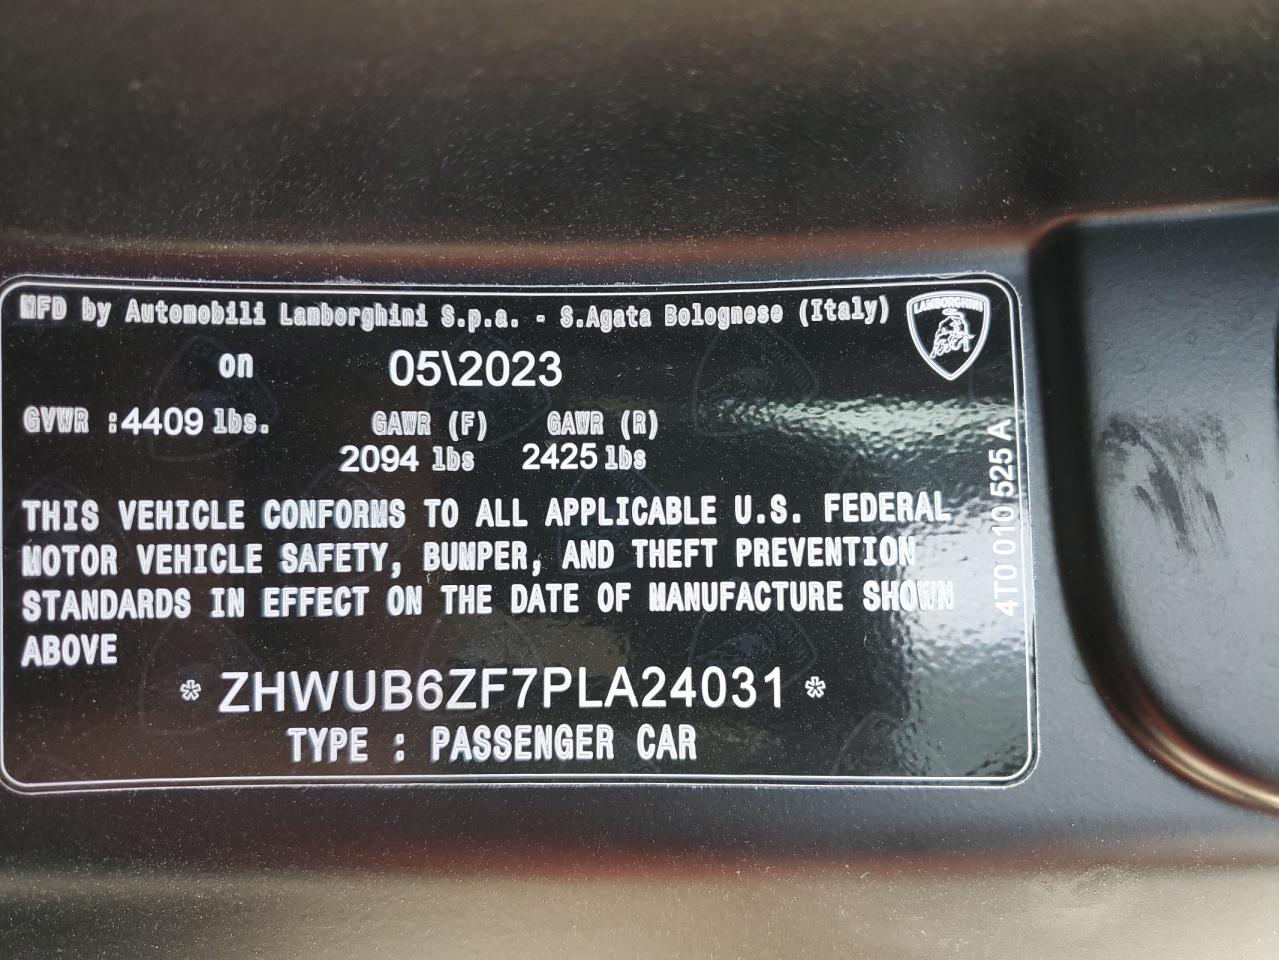 MFD by Automobili Lamborghini S.p.a. - S.Agata Bolognese (Italy)
LAMBORGHINI
on 05\2023
GVWR :4409 lbs. GAWR (F) GAWR (R)
2094 lbs 2425 lbs
THIS VEHICLE CONFORMS TO ALL APPLICABLE U.S. FEDERAL
MOTOR VEHICLE SAFETY, BUMPER, AND THEFT PREVENTION
STANDARDS IN EFFECT ON THE DATE OF MANUFACTURE SHOWN
ABOVE
* ZHWUB6ZF7PLA24031 *
TYPE : PASSENGER CAR
4T0 010 525 A